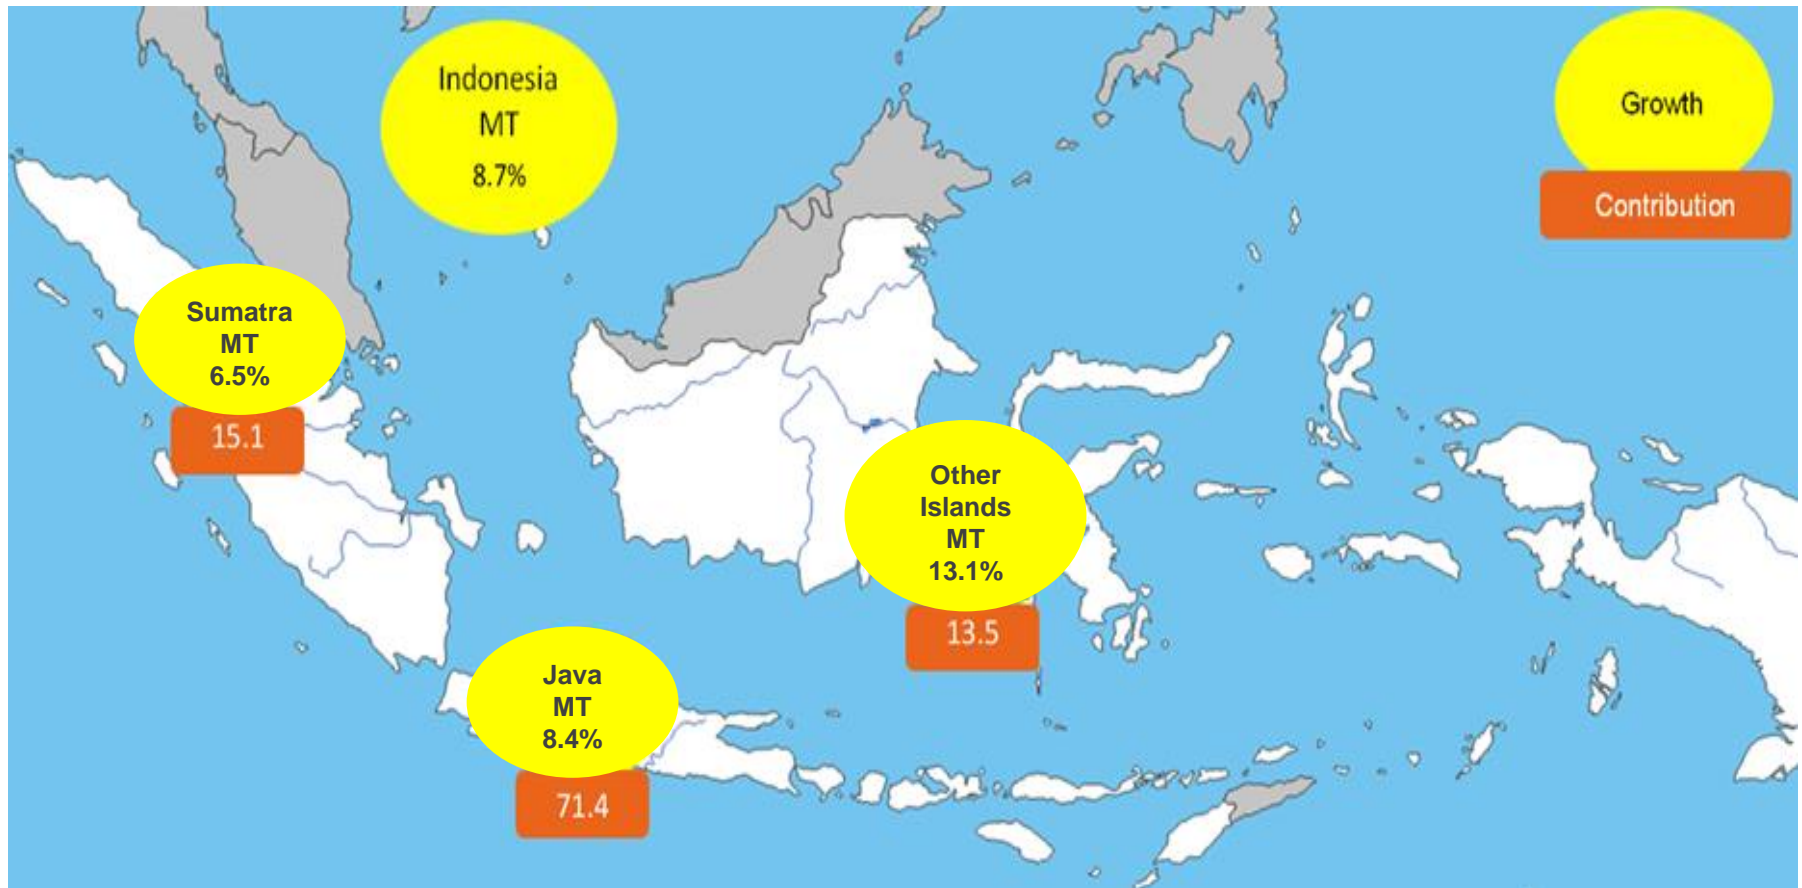 Indonesia
MT
8.7%
Growth
Contribution
Sumatra
MT
6.5%
15.1
Other
Islands
MT
13.1%
13.5
Java
MT
8.4%
71.4